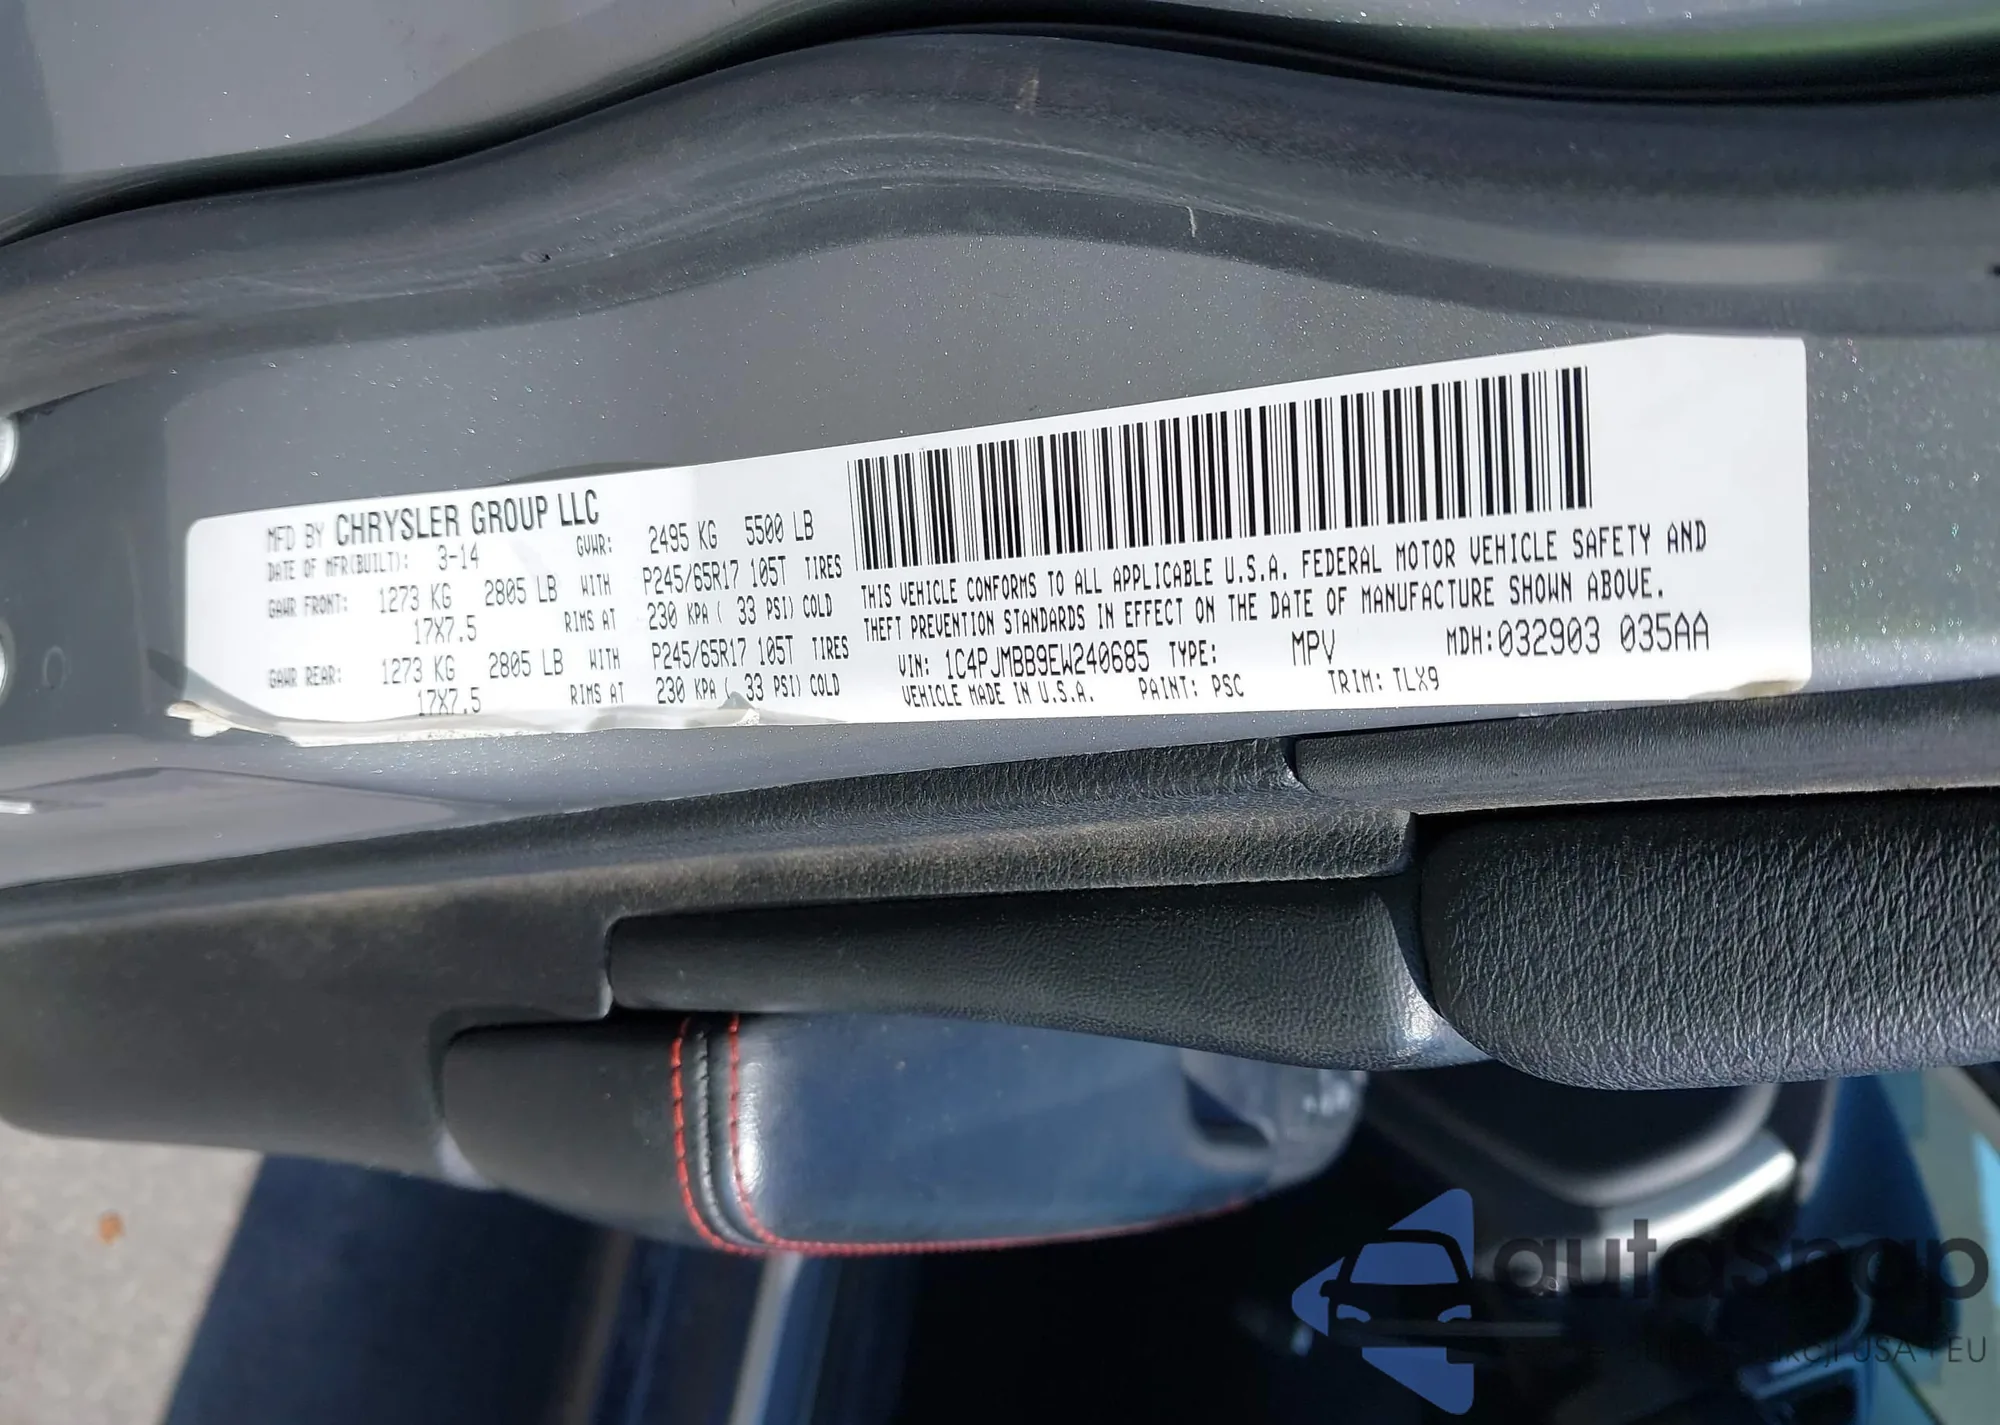 MFD BY CHRYSLER GROUP LLC
DATE OF MFR(BUILT): 3-14 GVWR: 2495 KG 5500 LB
GAWR FRONT: 1273 KG 2805 LB WITH P245/65R17 105T TIRES
17X7.5 RIMS AT 230 KPA ( 33 PSI) COLD
GAWR REAR: 1273 KG 2805 LB WITH P245/65R17 105T TIRES
17X7.5 RIMS AT 230 KPA ( 33 PSI) COLD
THIS VEHICLE CONFORMS TO ALL APPLICABLE U.S.A. FEDERAL MOTOR VEHICLE SAFETY AND
THEFT PREVENTION STANDARDS IN EFFECT ON THE DATE OF MANUFACTURE SHOWN ABOVE.
VIN: 1C4PJMBB9EW240685 TYPE: MPV MDH:032903 035AA
VEHICLE MADE IN U.S.A. PAINT: PSC TRIM: TLX9
autosnap
USA i EU